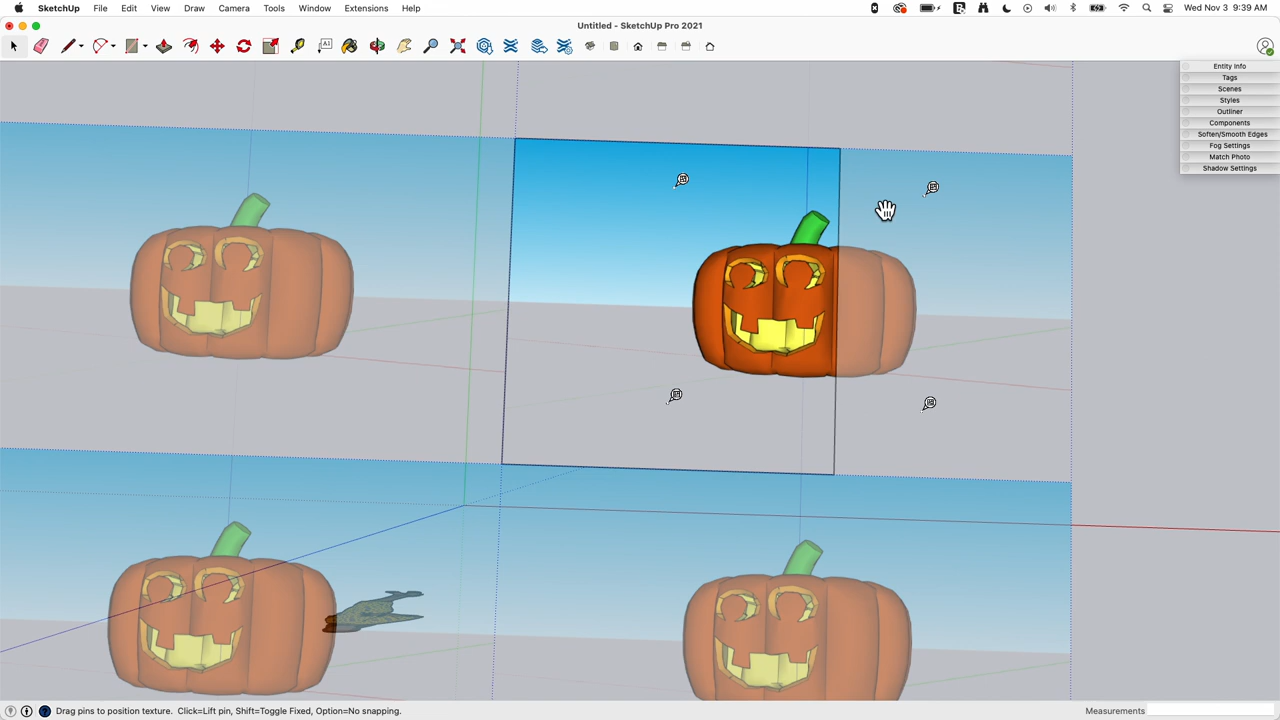 SketchUp File Edit View Draw Camera Tools Window Extensions Help Wed Nov 3 9:39 AM
Untitled - SketchUp Pro 2021
A1
Entity Info
Tags
Scenes
Styles
Outliner
Components
Soften/Smooth Edges
Fog Settings
Match Photo
Shadow Settings
Drag pins to position texture. Click=Lift pin, Shift=Toggle Fixed, Option=No snapping. Measurements